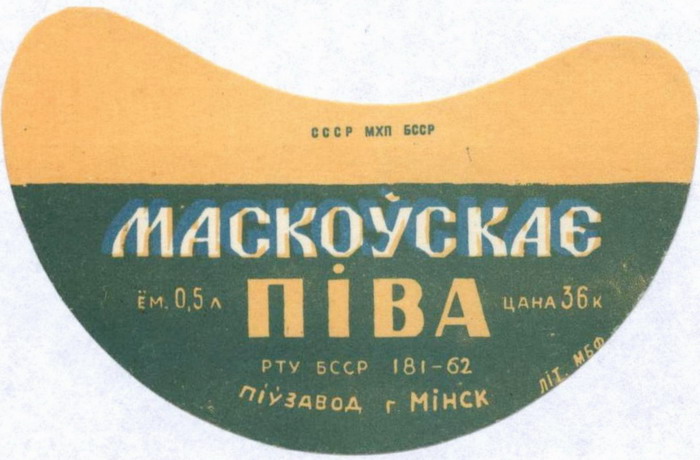 СССР МХП БССР
МАСКОЎСКАЕ
ЁМ. 0,5 Л
ПІВА
ЦАНА 36 К
РТУ БССР 181-62
ПІЎЗАВОД г МІНСК
ЛІТ. МБФ